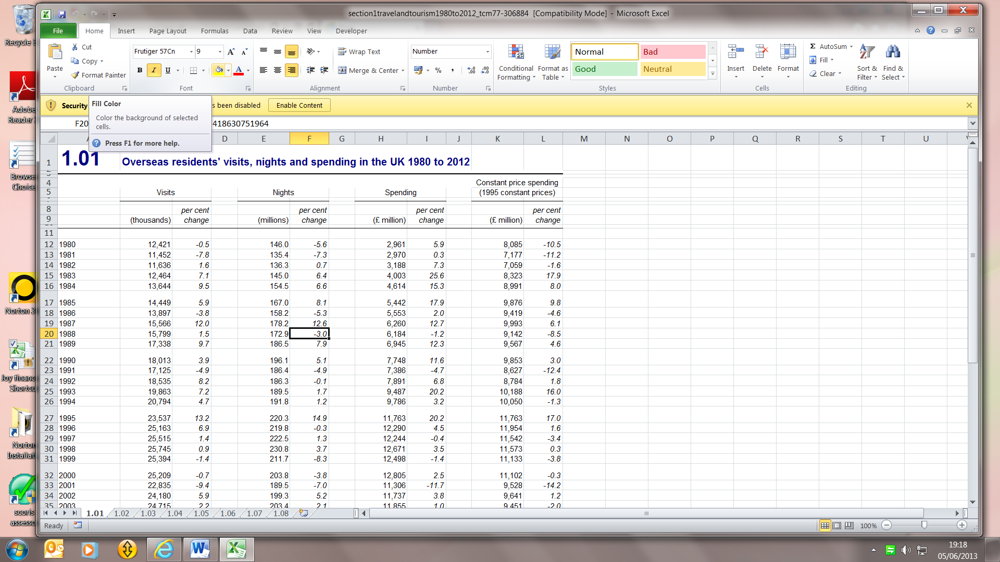 section1travelandtourism1980to2012_tcm77-306884 [Compatibility Mode] - Microsoft Excel
File Home Insert Page Layout Formulas Data Review View Developer
Paste
Cut
Copy
Format Painter
Clipboard
Frutiger 57Cn 9
B I U
Font
Wrap Text
Merge & Center
Alignment
Number
%
Number
Conditional Formatting
Format as Table
Normal Bad
Good Neutral
Styles
Insert Delete Format
Cells
Σ AutoSum
Fill
Clear
Sort & Filter
Find & Select
Editing
Security
s been disabled
Enable Content
Fill Color
Color the background of selected
cells.
Press F1 for more help.
F20
418630751964
D E F G H I J K L M N O P Q R S T U
1 1.01 Overseas residents' visits, nights and spending in the UK 1980 to 2012
4 Constant price spending
5 Visits Nights Spending (1995 constant prices)
8 per cent per cent per cent per cent
9 (thousands) change (millions) change (£ million) change (£ million) change
11
12 1980 12,421 -0.5 146.0 -5.6 2,961 5.9 8,085 -10.5
13 1981 11,452 -7.8 135.4 -7.3 2,970 0.3 7,177 -11.2
14 1982 11,636 1.6 136.3 0.7 3,188 7.3 7,059 -1.6
15 1983 12,464 7.1 145.0 6.4 4,003 25.6 8,323 17.9
16 1984 13,644 9.5 154.5 6.6 4,614 15.3 8,991 8.0
17 1985 14,449 5.9 167.0 8.1 5,442 17.9 9,876 9.8
18 1986 13,897 -3.8 158.2 -5.3 5,553 2.0 9,419 -4.6
19 1987 15,566 12.0 178.2 12.6 6,260 12.7 9,993 6.1
20 1988 15,799 1.5 172.9 -3.0 6,184 -1.2 9,142 -8.5
21 1989 17,338 9.7 186.5 7.9 6,945 12.3 9,567 4.6
22 1990 18,013 3.9 196.1 5.1 7,748 11.6 9,853 3.0
23 1991 17,125 -4.9 186.4 -4.9 7,386 -4.7 8,627 -12.4
24 1992 18,535 8.2 186.3 -0.1 7,891 6.8 8,784 1.8
25 1993 19,863 7.2 189.5 1.7 9,487 20.2 10,188 16.0
26 1994 20,794 4.7 191.8 1.2 9,786 3.2 10,050 -1.3
27 1995 23,537 13.2 220.3 14.9 11,763 20.2 11,763 17.0
28 1996 25,163 6.9 219.8 -0.3 12,290 4.5 11,954 1.6
29 1997 25,515 1.4 222.5 1.3 12,244 -0.4 11,542 -3.4
30 1998 25,745 0.9 230.8 3.7 12,671 3.5 11,573 0.3
31 1999 25,394 -1.4 211.7 -8.3 12,498 -1.4 11,133 -3.8
32 2000 25,209 -0.7 203.8 -3.8 12,805 2.5 11,102 -0.3
33 2001 22,835 -9.4 189.5 -7.0 11,306 -11.7 9,528 -14.2
34 2002 24,180 5.9 199.3 5.2 11,737 3.8 9,641 1.2
35 2003 24,715 2.2 203.4 2.1 11,855 1.0 9,451 -2.0
1.01 1.02 1.03 1.04 1.05 1.06 1.07 1.08
Ready
100%
Recycle
Adobe
Reader
Browse
Choice
Norton 3
Joy financ
Shortcu
Norton
Installat
scoris
assesso
19:18
05/06/2013